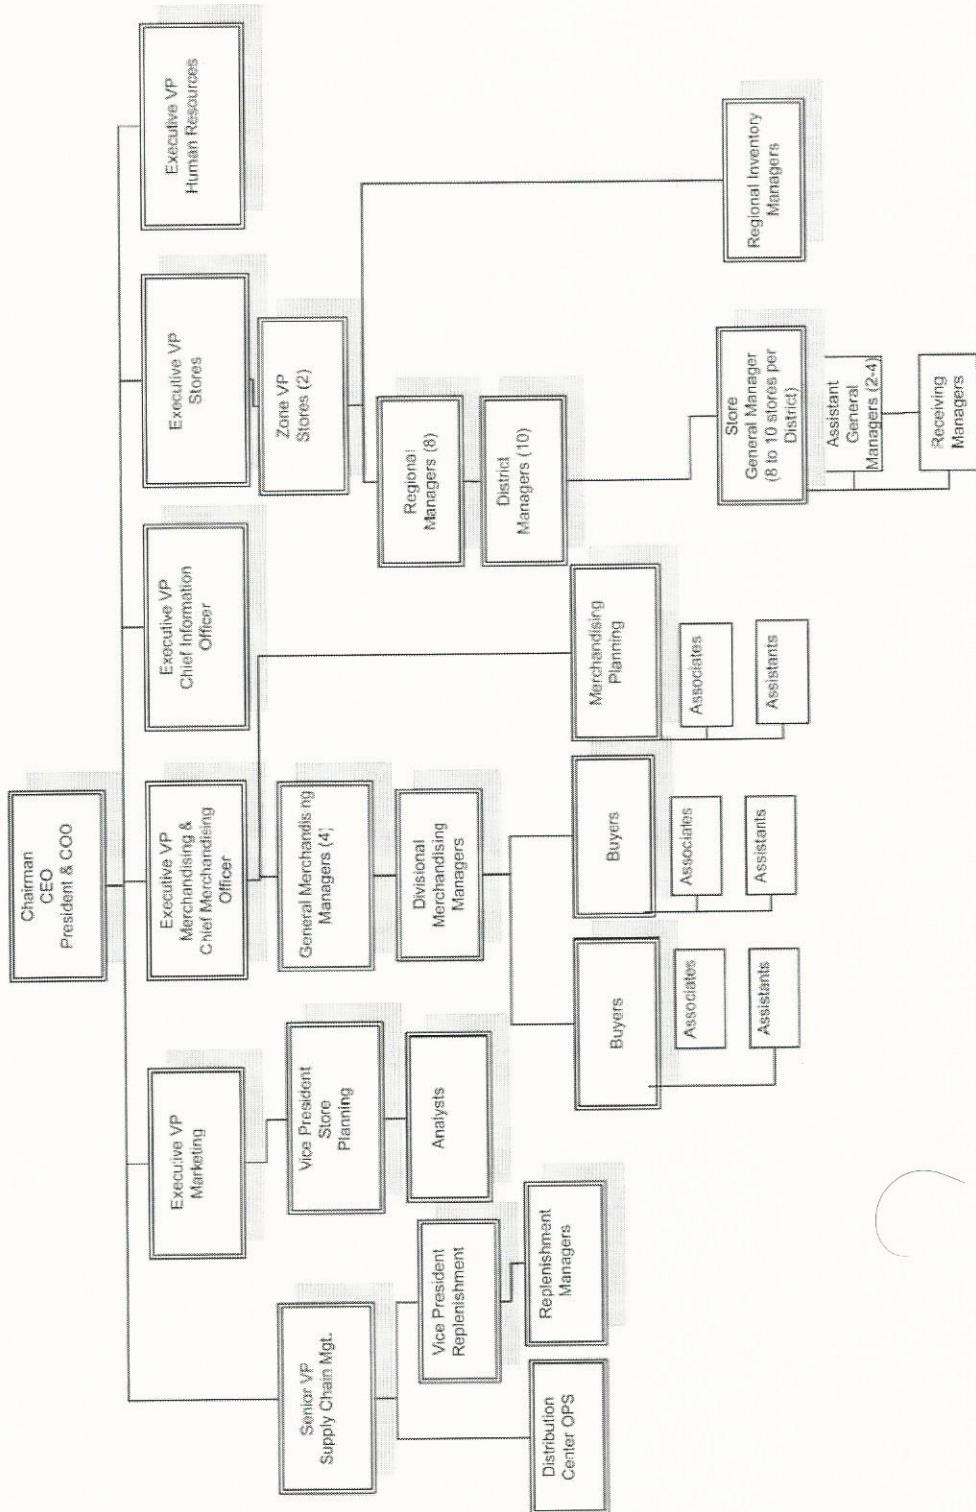 Chairman
CEO
President & COO
Executive VP
Marketing
Executive VP
Merchandising &
Chief Merchandising
Officer
Executive VP
Chief Information
Officer
Executive VP
Stores
Executive VP
Human Resources
Senior VP
Supply Chain Mgt.
Vice President
Store
Planning
General Merchandising
Managers (4)
Zone VP
Stores (2)
Vice President
Replenishment
Analysts
Divisional
Merchandising
Managers
Regional
Managers (8)
District
Managers (10)
Distribution
Center OPS
Replenishment
Managers
Buyers
Buyers
Merchandising
Planning
Store
General Manager
(8 to 10 stores per
District)
Regional Inventory
Managers
Associates
Associates
Associates
Assistants
Assistants
Assistants
Assistant
General
Managers (2-4)
Receiving
Managers